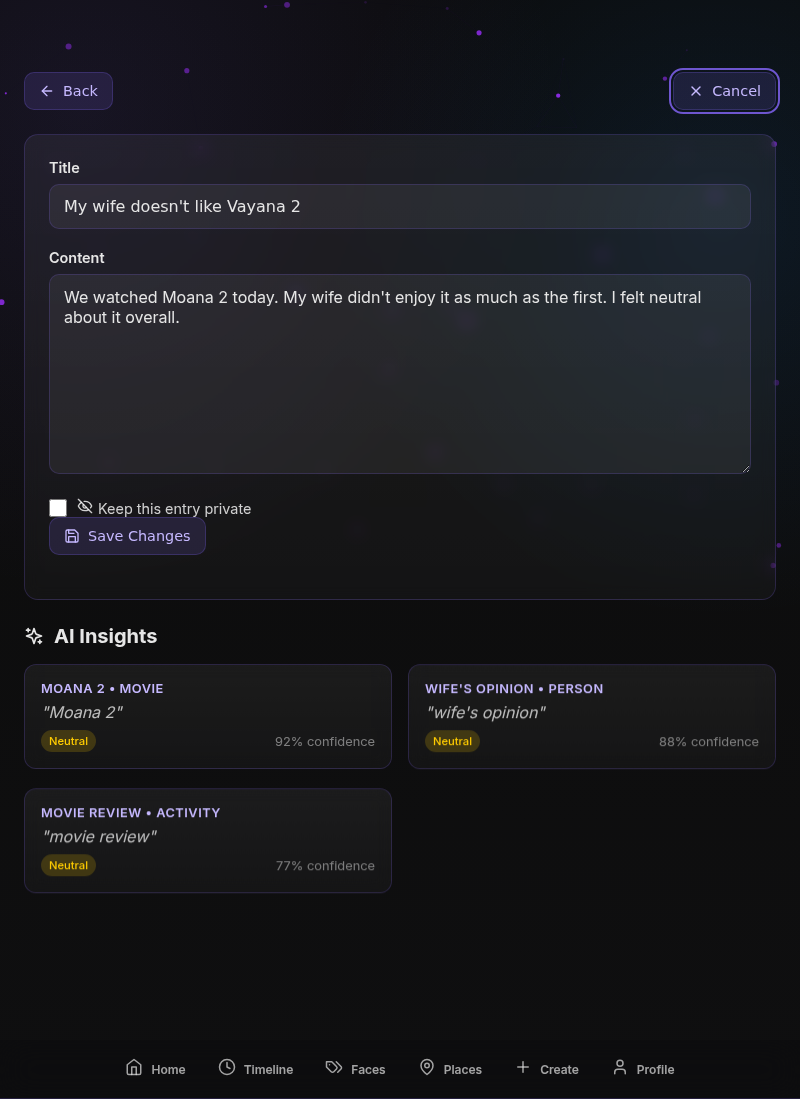 Back
Cancel
Title
My wife doesn't like Vayana 2
Content
We watched Moana 2 today. My wife didn't enjoy it as much as the first. I felt neutral
about it overall.
Keep this entry private
Save Changes
AI Insights
MOANA 2 • MOVIE
"Moana 2"
Neutral
92% confidence
WIFE'S OPINION • PERSON
"wife's opinion"
Neutral
88% confidence
MOVIE REVIEW • ACTIVITY
"movie review"
Neutral
77% confidence
Home
Timeline
Faces
Places
Create
Profile